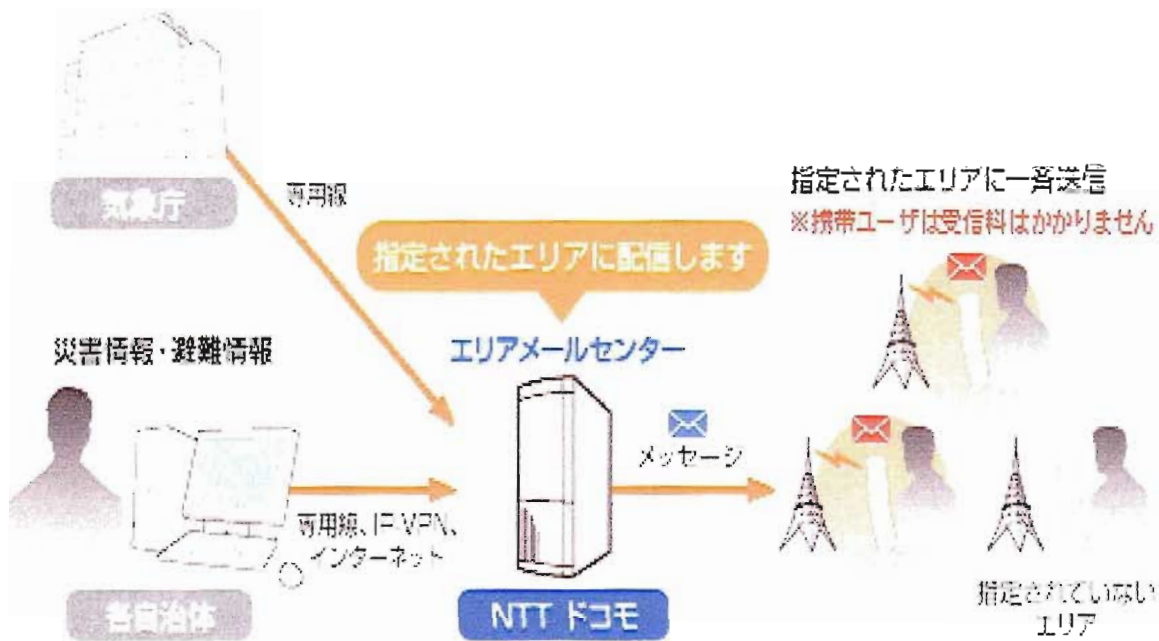 気象庁
専用線
指定されたエリアに一斉送信
※携帯ユーザは受信料はかかりません
指定されたエリアに配信します
災害情報・避難情報
エリアメールセンター
メッセージ
専用線、IP-VPN、
インターネット
各自治体
NTT ドコモ
指定されていない
エリア